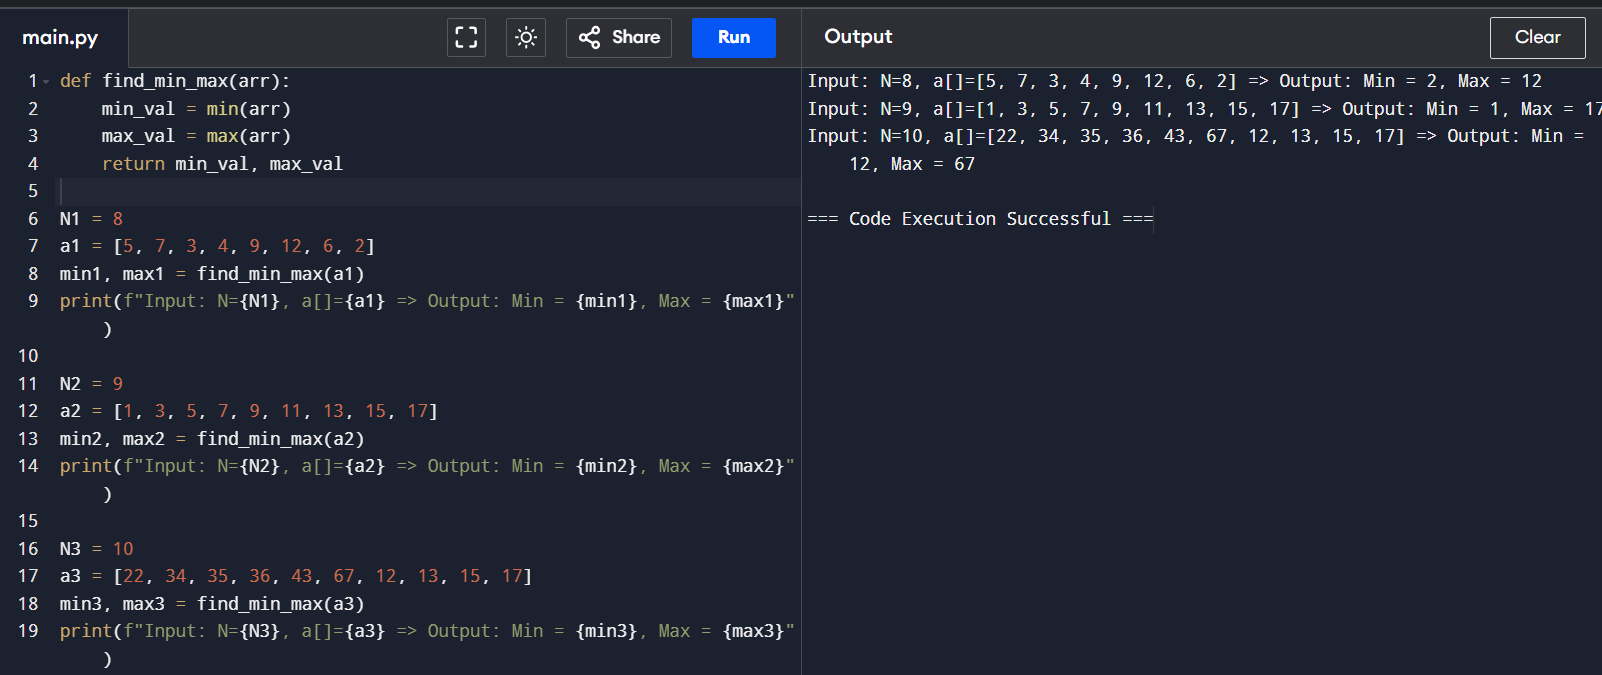 main.py
Share
Run
Output
Clear
1 def find_min_max(arr):
2     min_val = min(arr)
3     max_val = max(arr)
4     return min_val, max_val
5
6 N1 = 8
7 a1 = [5, 7, 3, 4, 9, 12, 6, 2]
8 min1, max1 = find_min_max(a1)
9 print(f"Input: N={N1}, a[]={a1} => Output: Min = {min1}, Max = {max1}"
    )
10
11 N2 = 9
12 a2 = [1, 3, 5, 7, 9, 11, 13, 15, 17]
13 min2, max2 = find_min_max(a2)
14 print(f"Input: N={N2}, a[]={a2} => Output: Min = {min2}, Max = {max2}"
    )
15
16 N3 = 10
17 a3 = [22, 34, 35, 36, 43, 67, 12, 13, 15, 17]
18 min3, max3 = find_min_max(a3)
19 print(f"Input: N={N3}, a[]={a3} => Output: Min = {min3}, Max = {max3}"
    )
Input: N=8, a[]=[5, 7, 3, 4, 9, 12, 6, 2] => Output: Min = 2, Max = 12
Input: N=9, a[]=[1, 3, 5, 7, 9, 11, 13, 15, 17] => Output: Min = 1, Max = 17
Input: N=10, a[]=[22, 34, 35, 36, 43, 67, 12, 13, 15, 17] => Output: Min =
    12, Max = 67
=== Code Execution Successful ===